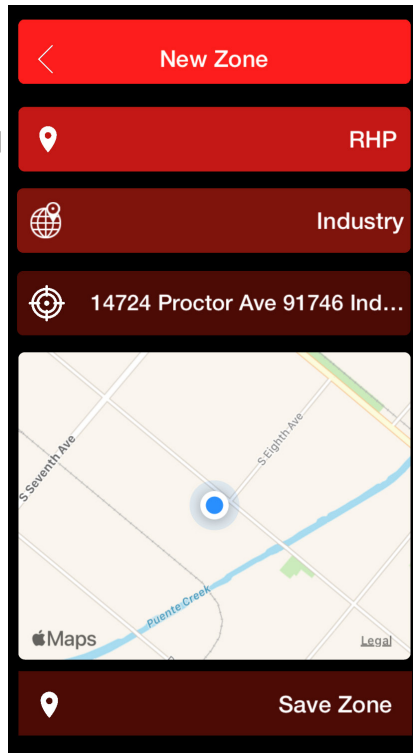 New Zone
RHP
Industry
14724 Proctor Ave 91746 Ind...
S Seventh Ave
S Eighth Ave
Puente Creek
Maps
Legal
Save Zone